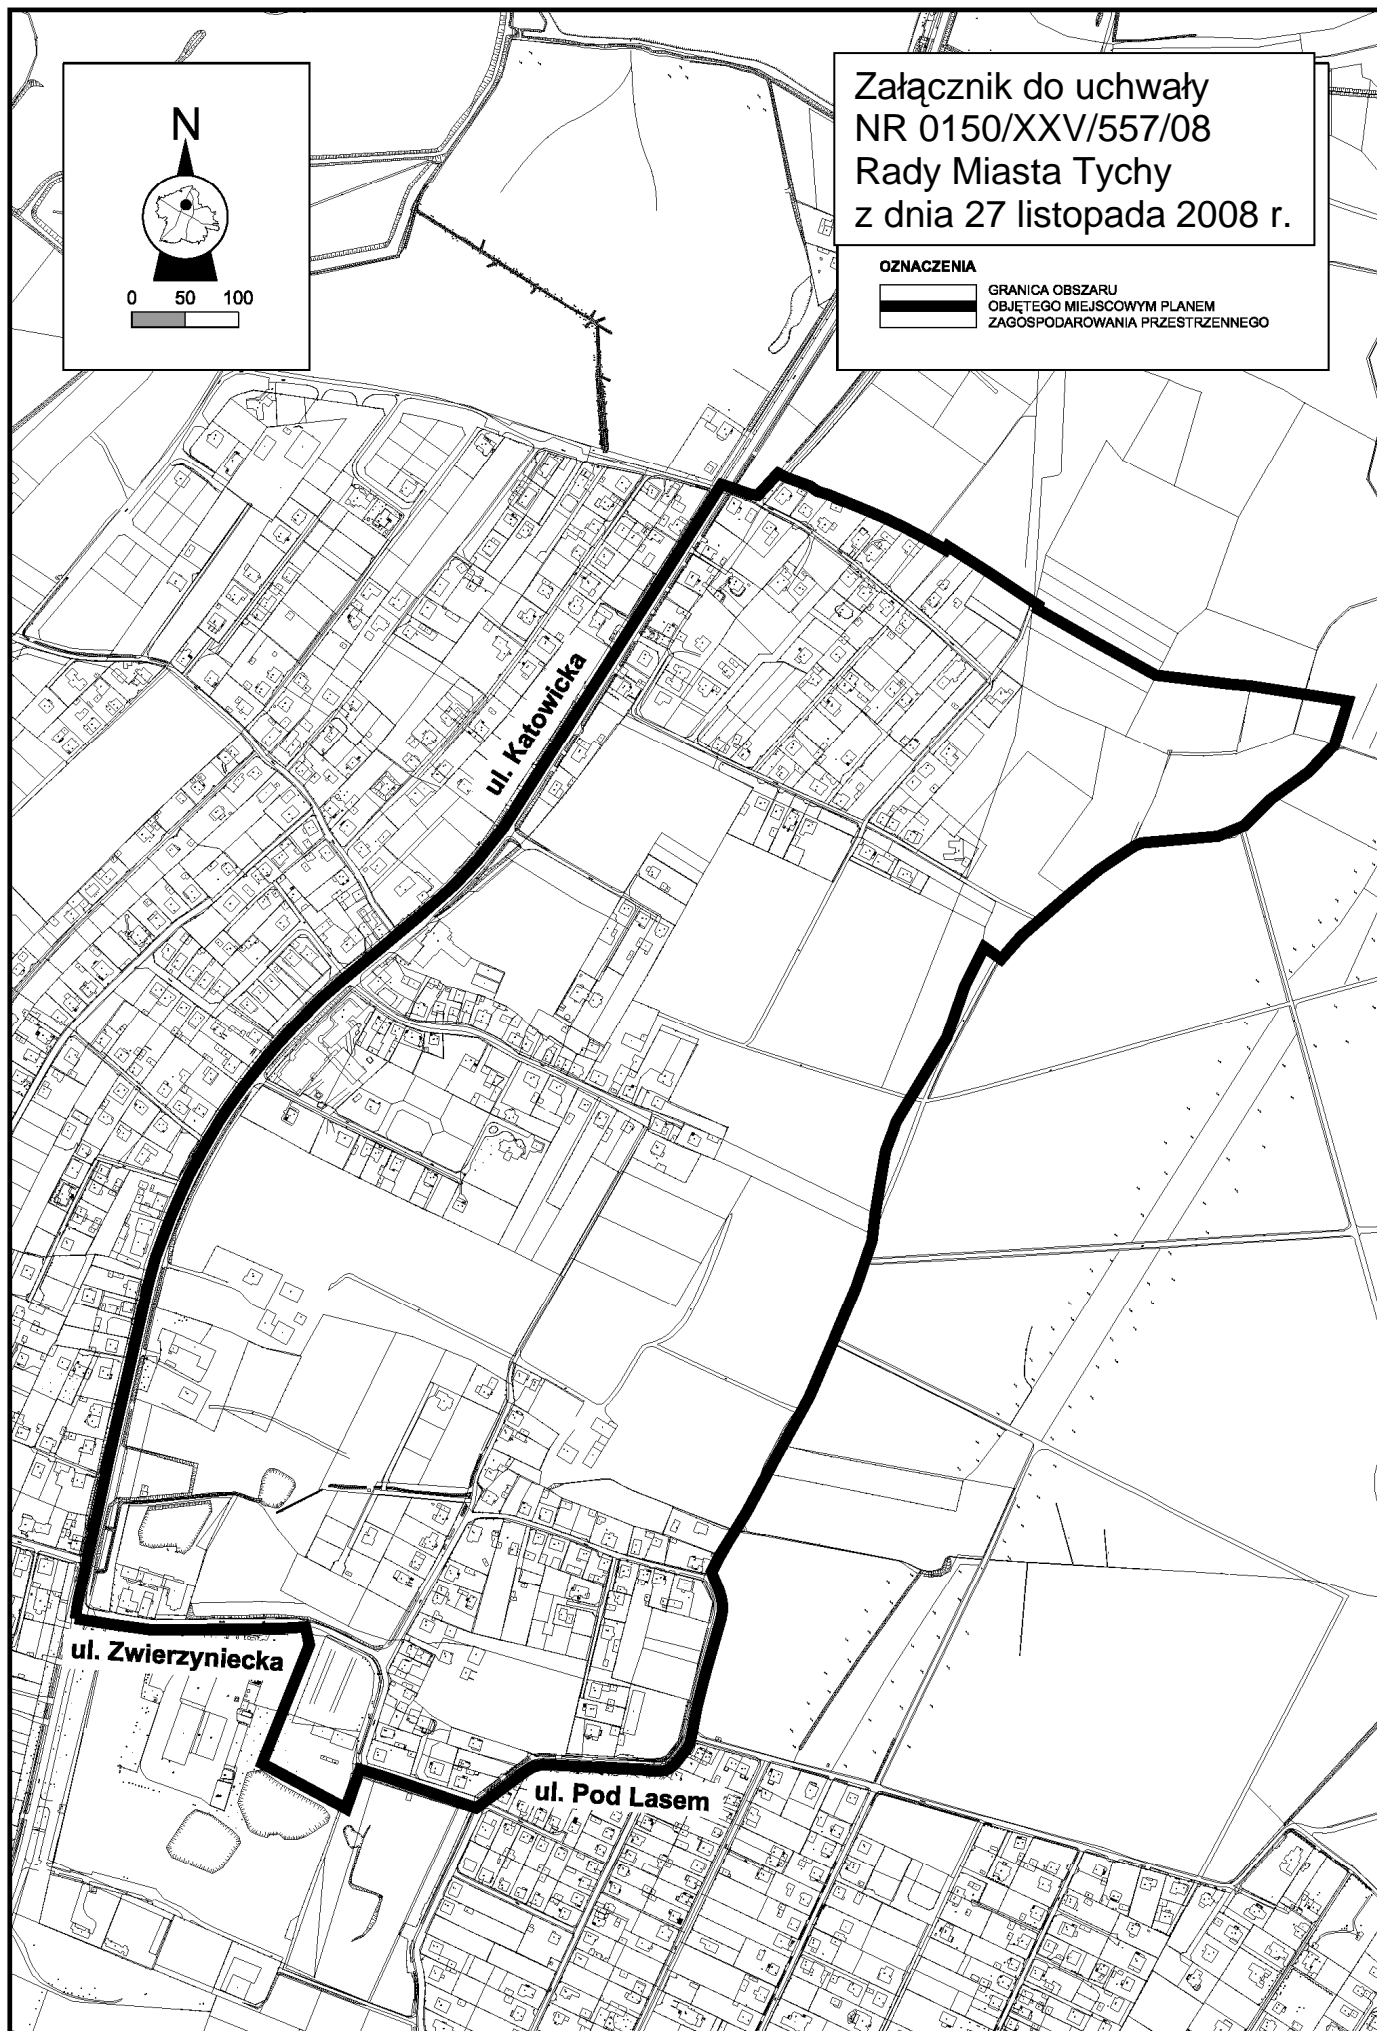 N
0 50 100
Załącznik do uchwały
NR 0150/XXV/557/08
Rady Miasta Tychy
z dnia 27 listopada 2008 r.
OZNACZENIA
GRANICA OBSZARU
OBJĘTEGO MIEJSCOWYM PLANEM
ZAGOSPODAROWANIA PRZESTRZENNEGO
ul. Katowicka
ul. Zwierzyniecka
ul. Pod Lasem